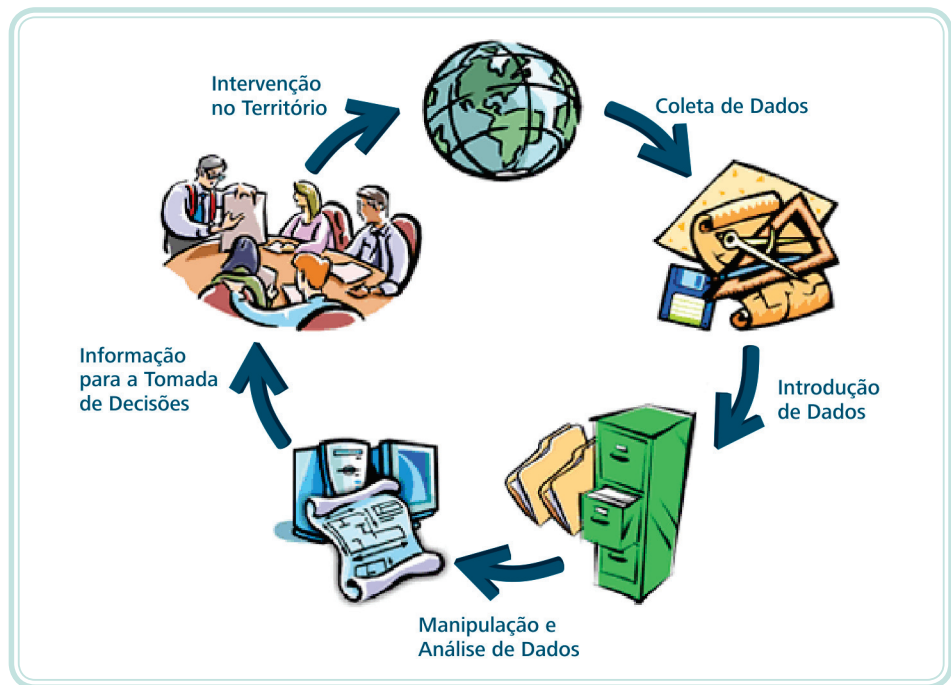 Intervenção
no Território
Coleta de Dados
Introdução
de Dados
Manipulação e
Análise de Dados
Informação
para a Tomada
de Decisões